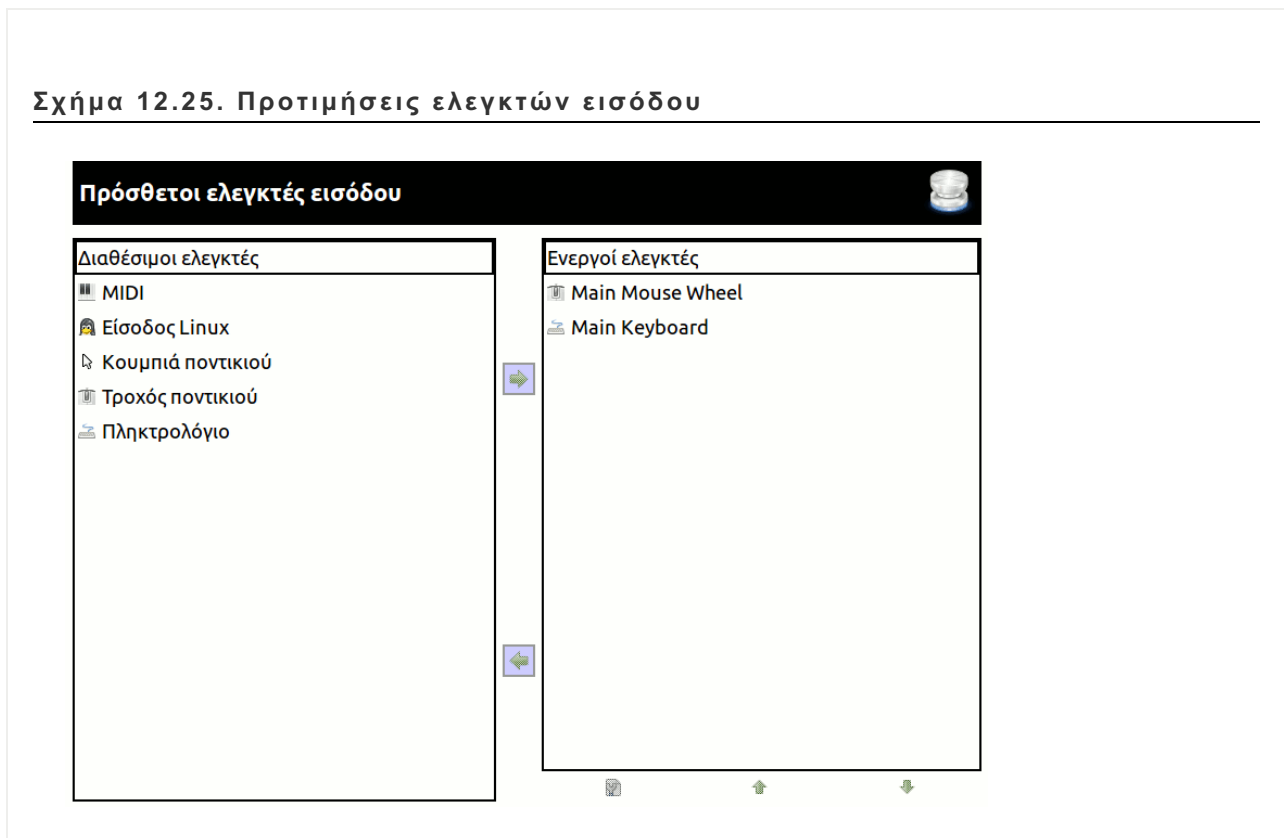 Σχήμα 12.25. Προτιμήσεις ελεγκτών εισόδου
Πρόσθετοι ελεγκτές εισόδου
Διαθέσιμοι ελεγκτές
MIDI
Είσοδος Linux
Κουμπιά ποντικιού
Τροχός ποντικιού
Πληκτρολόγιο
Ενεργοί ελεγκτές
Main Mouse Wheel
Main Keyboard